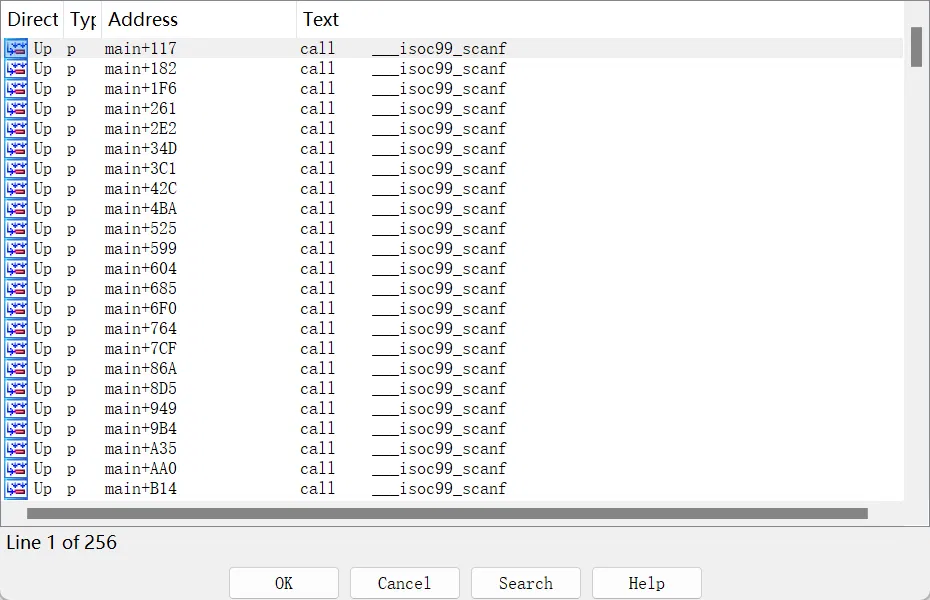 Direct Typ Address Text
Up p main+117 call ___isoc99_scanf
Up p main+182 call ___isoc99_scanf
Up p main+1F6 call ___isoc99_scanf
Up p main+261 call ___isoc99_scanf
Up p main+2E2 call ___isoc99_scanf
Up p main+34D call ___isoc99_scanf
Up p main+3C1 call ___isoc99_scanf
Up p main+42C call ___isoc99_scanf
Up p main+4BA call ___isoc99_scanf
Up p main+525 call ___isoc99_scanf
Up p main+599 call ___isoc99_scanf
Up p main+604 call ___isoc99_scanf
Up p main+685 call ___isoc99_scanf
Up p main+6F0 call ___isoc99_scanf
Up p main+764 call ___isoc99_scanf
Up p main+7CF call ___isoc99_scanf
Up p main+86A call ___isoc99_scanf
Up p main+8D5 call ___isoc99_scanf
Up p main+949 call ___isoc99_scanf
Up p main+9B4 call ___isoc99_scanf
Up p main+A35 call ___isoc99_scanf
Up p main+AA0 call ___isoc99_scanf
Up p main+B14 call ___isoc99_scanf
Line 1 of 256
OK Cancel Search Help